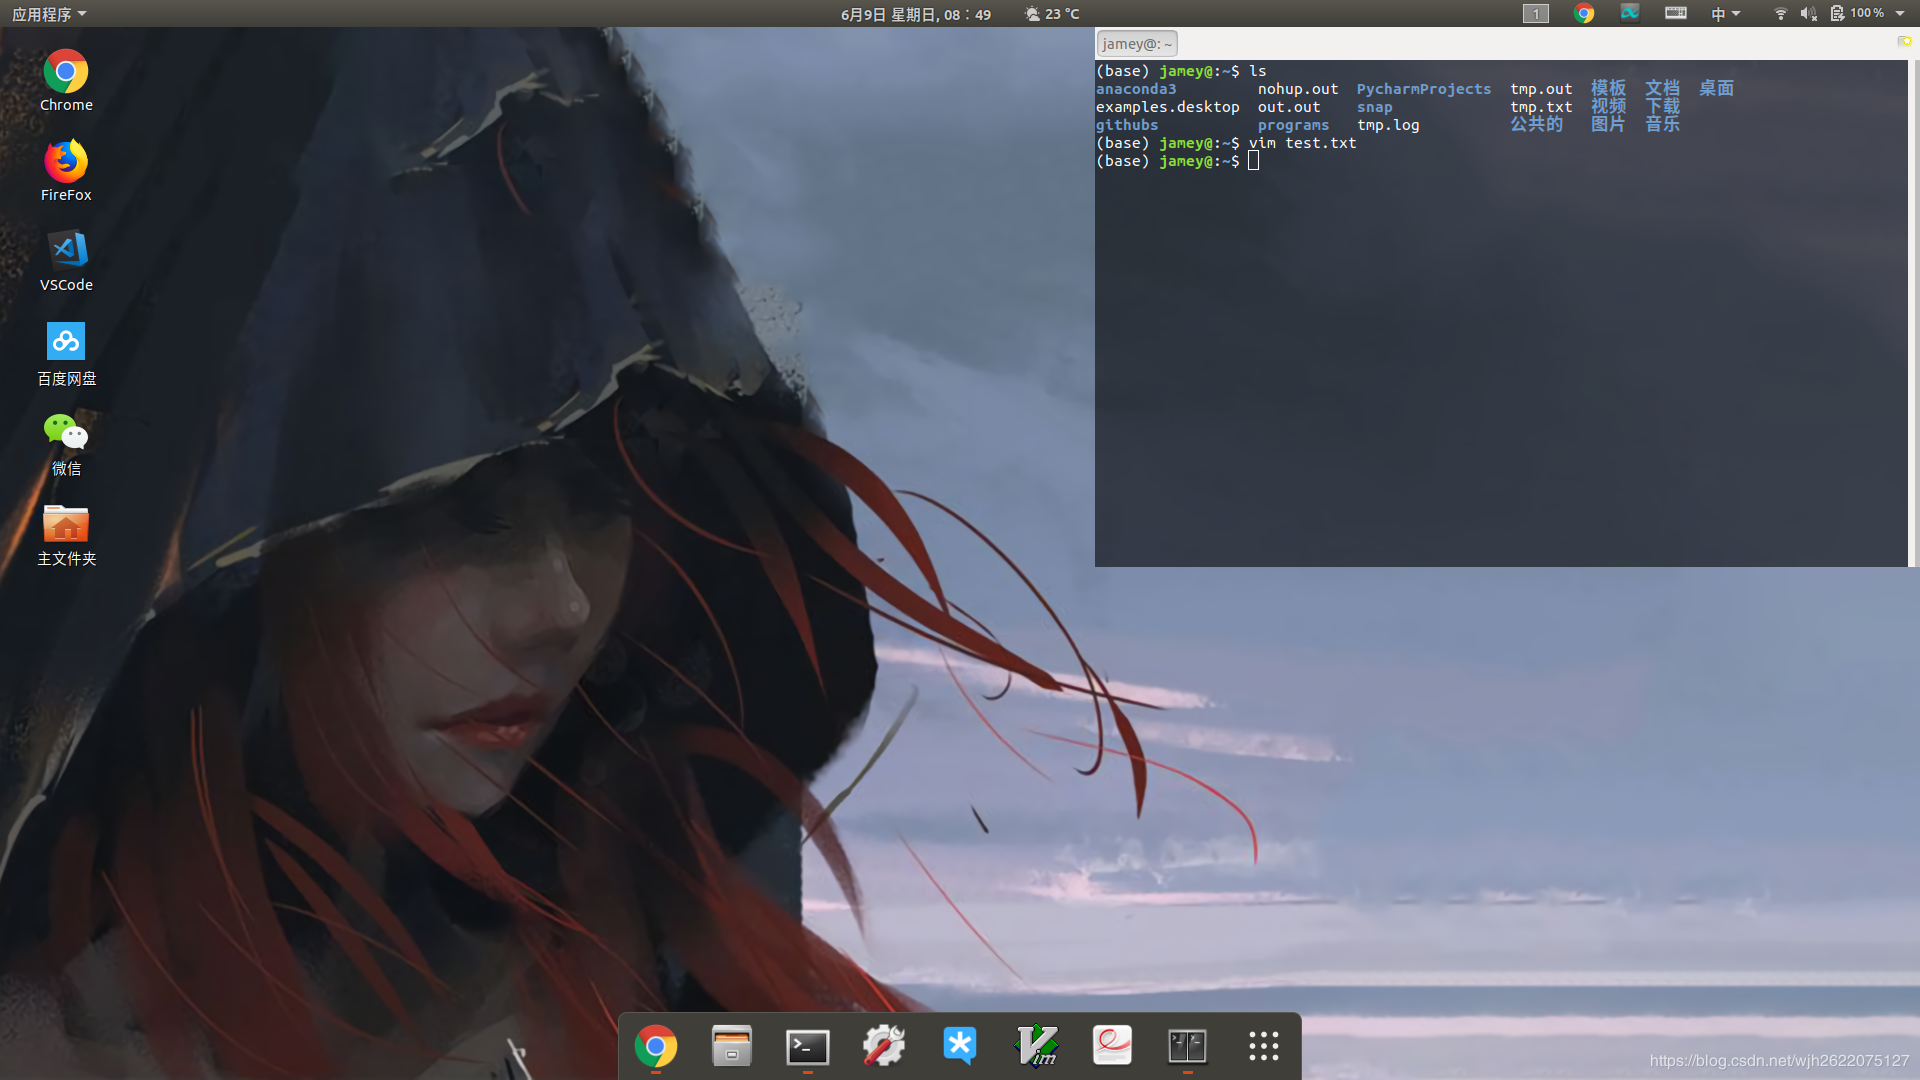 应用程序
6月9日 星期日, 08：49
23 ℃
1
中
100%
Chrome
FireFox
VSCode
百度网盘
微信
主文件夹
jamey@: ~
(base) jamey@:~$ ls
anaconda3 nohup.out PycharmProjects tmp.out 模板 文档 桌面
examples.desktop out.out snap tmp.txt 视频 下载
githubs programs tmp.log 公共的 图片 音乐
(base) jamey@:~$ vim test.txt
(base) jamey@:~$
Vim
https://blog.csdn.net/wjh2622075127